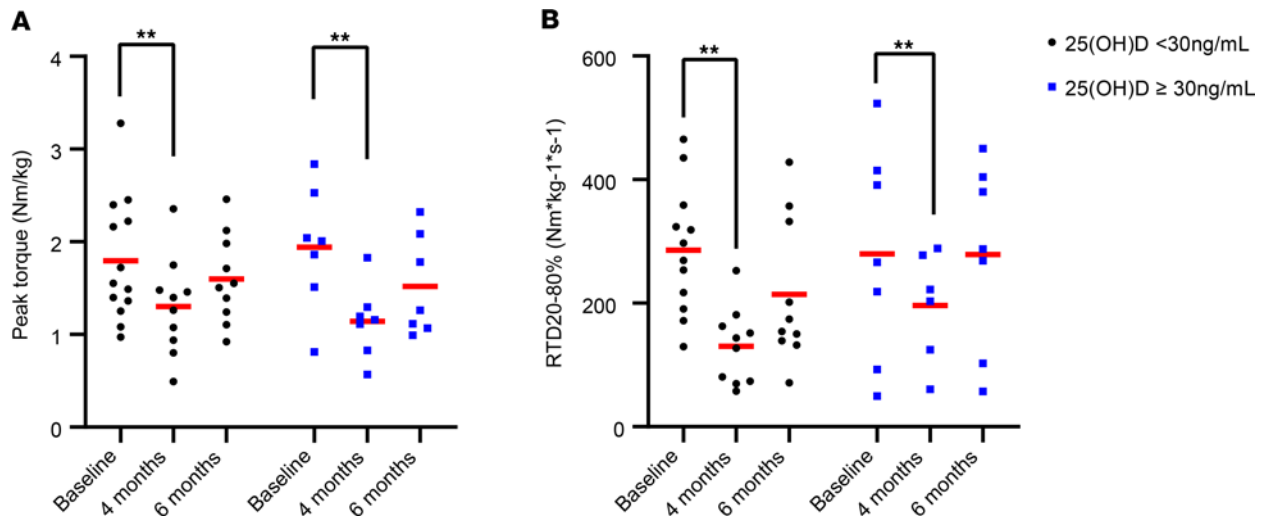 A
Peak torque (Nm/kg)
4
3
2
1
0
**
**
Baseline
4 months
6 months
Baseline
4 months
6 months
B
RTD20-80% (Nm*kg-1*s-1)
600
400
200
0
**
**
Baseline
4 months
6 months
Baseline
4 months
6 months
25(OH)D <30ng/mL
25(OH)D ≥ 30ng/mL